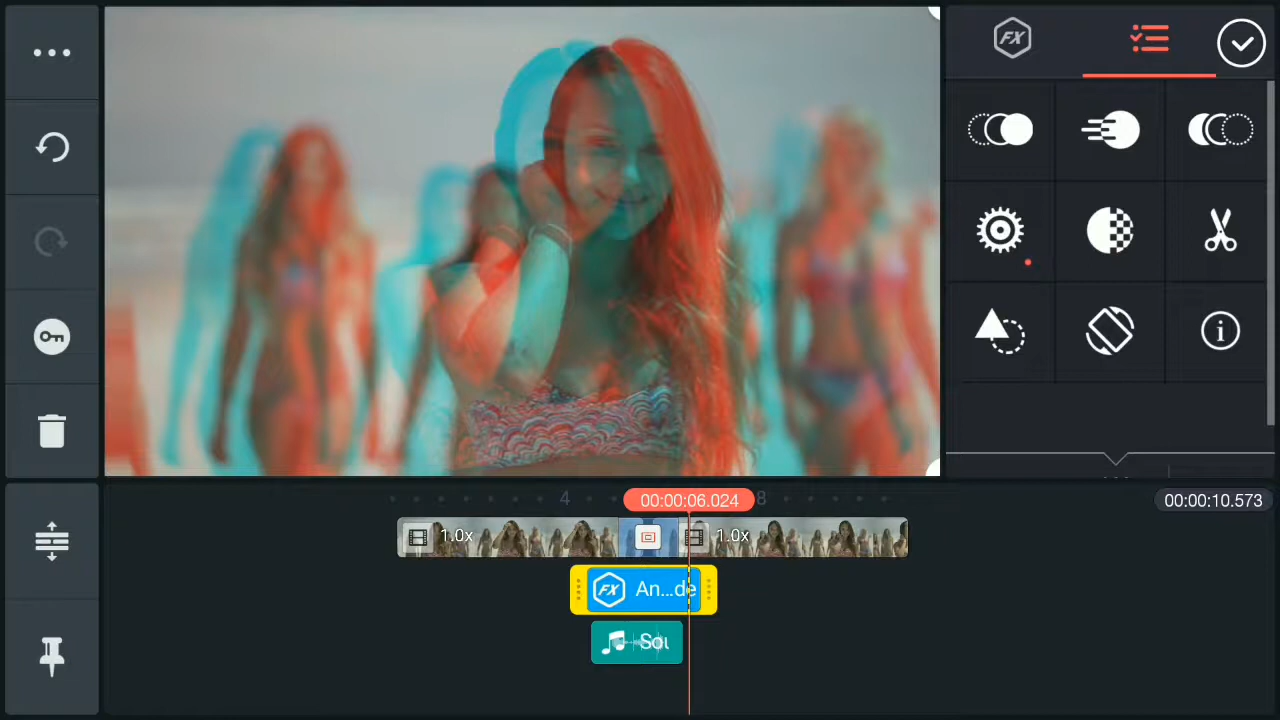 FX
4
00:00:06.024
8
00:00:10.573
1.0x
1.0x
FX An...de
Sou